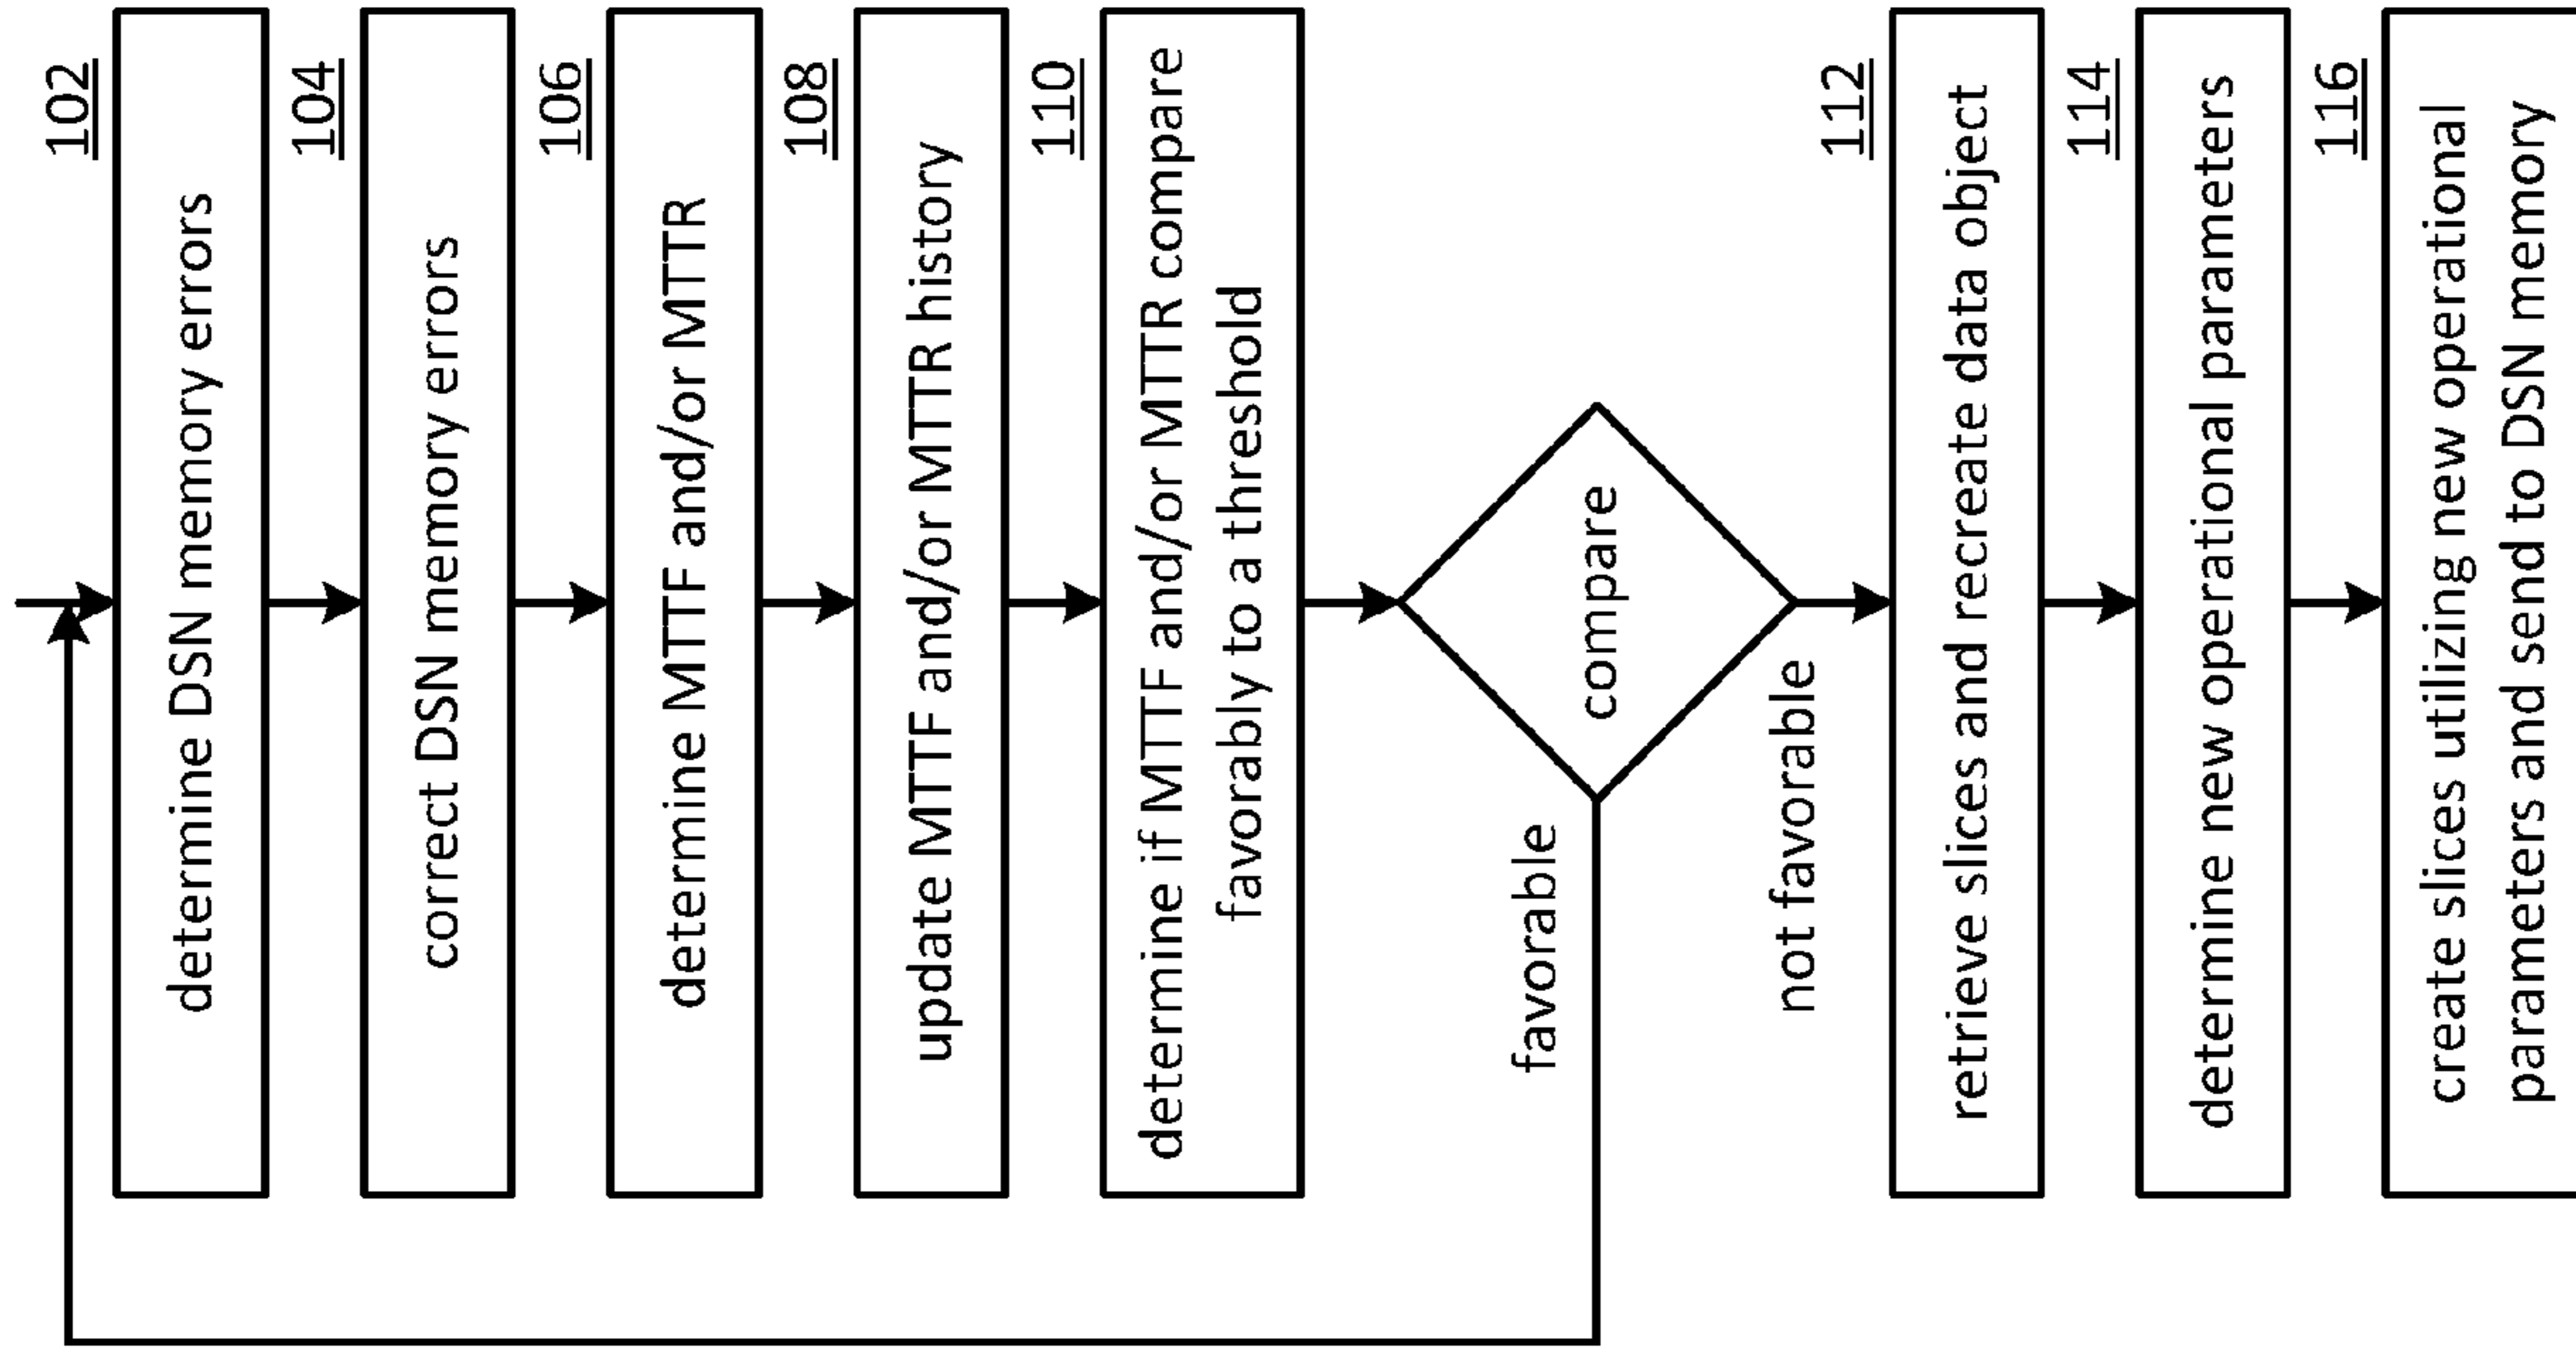 102
determine DSN memory errors
104
correct DSN memory errors
106
determine MTTF and/or MTTR
108
update MTTF and/or MTTR history
110
determine if MTTF and/or MTTR compare
favorably to a threshold
compare
favorable
not favorable
112
retrieve slices and recreate data object
114
determine new operational parameters
116
create slices utilizing new operational
parameters and send to DSN memory